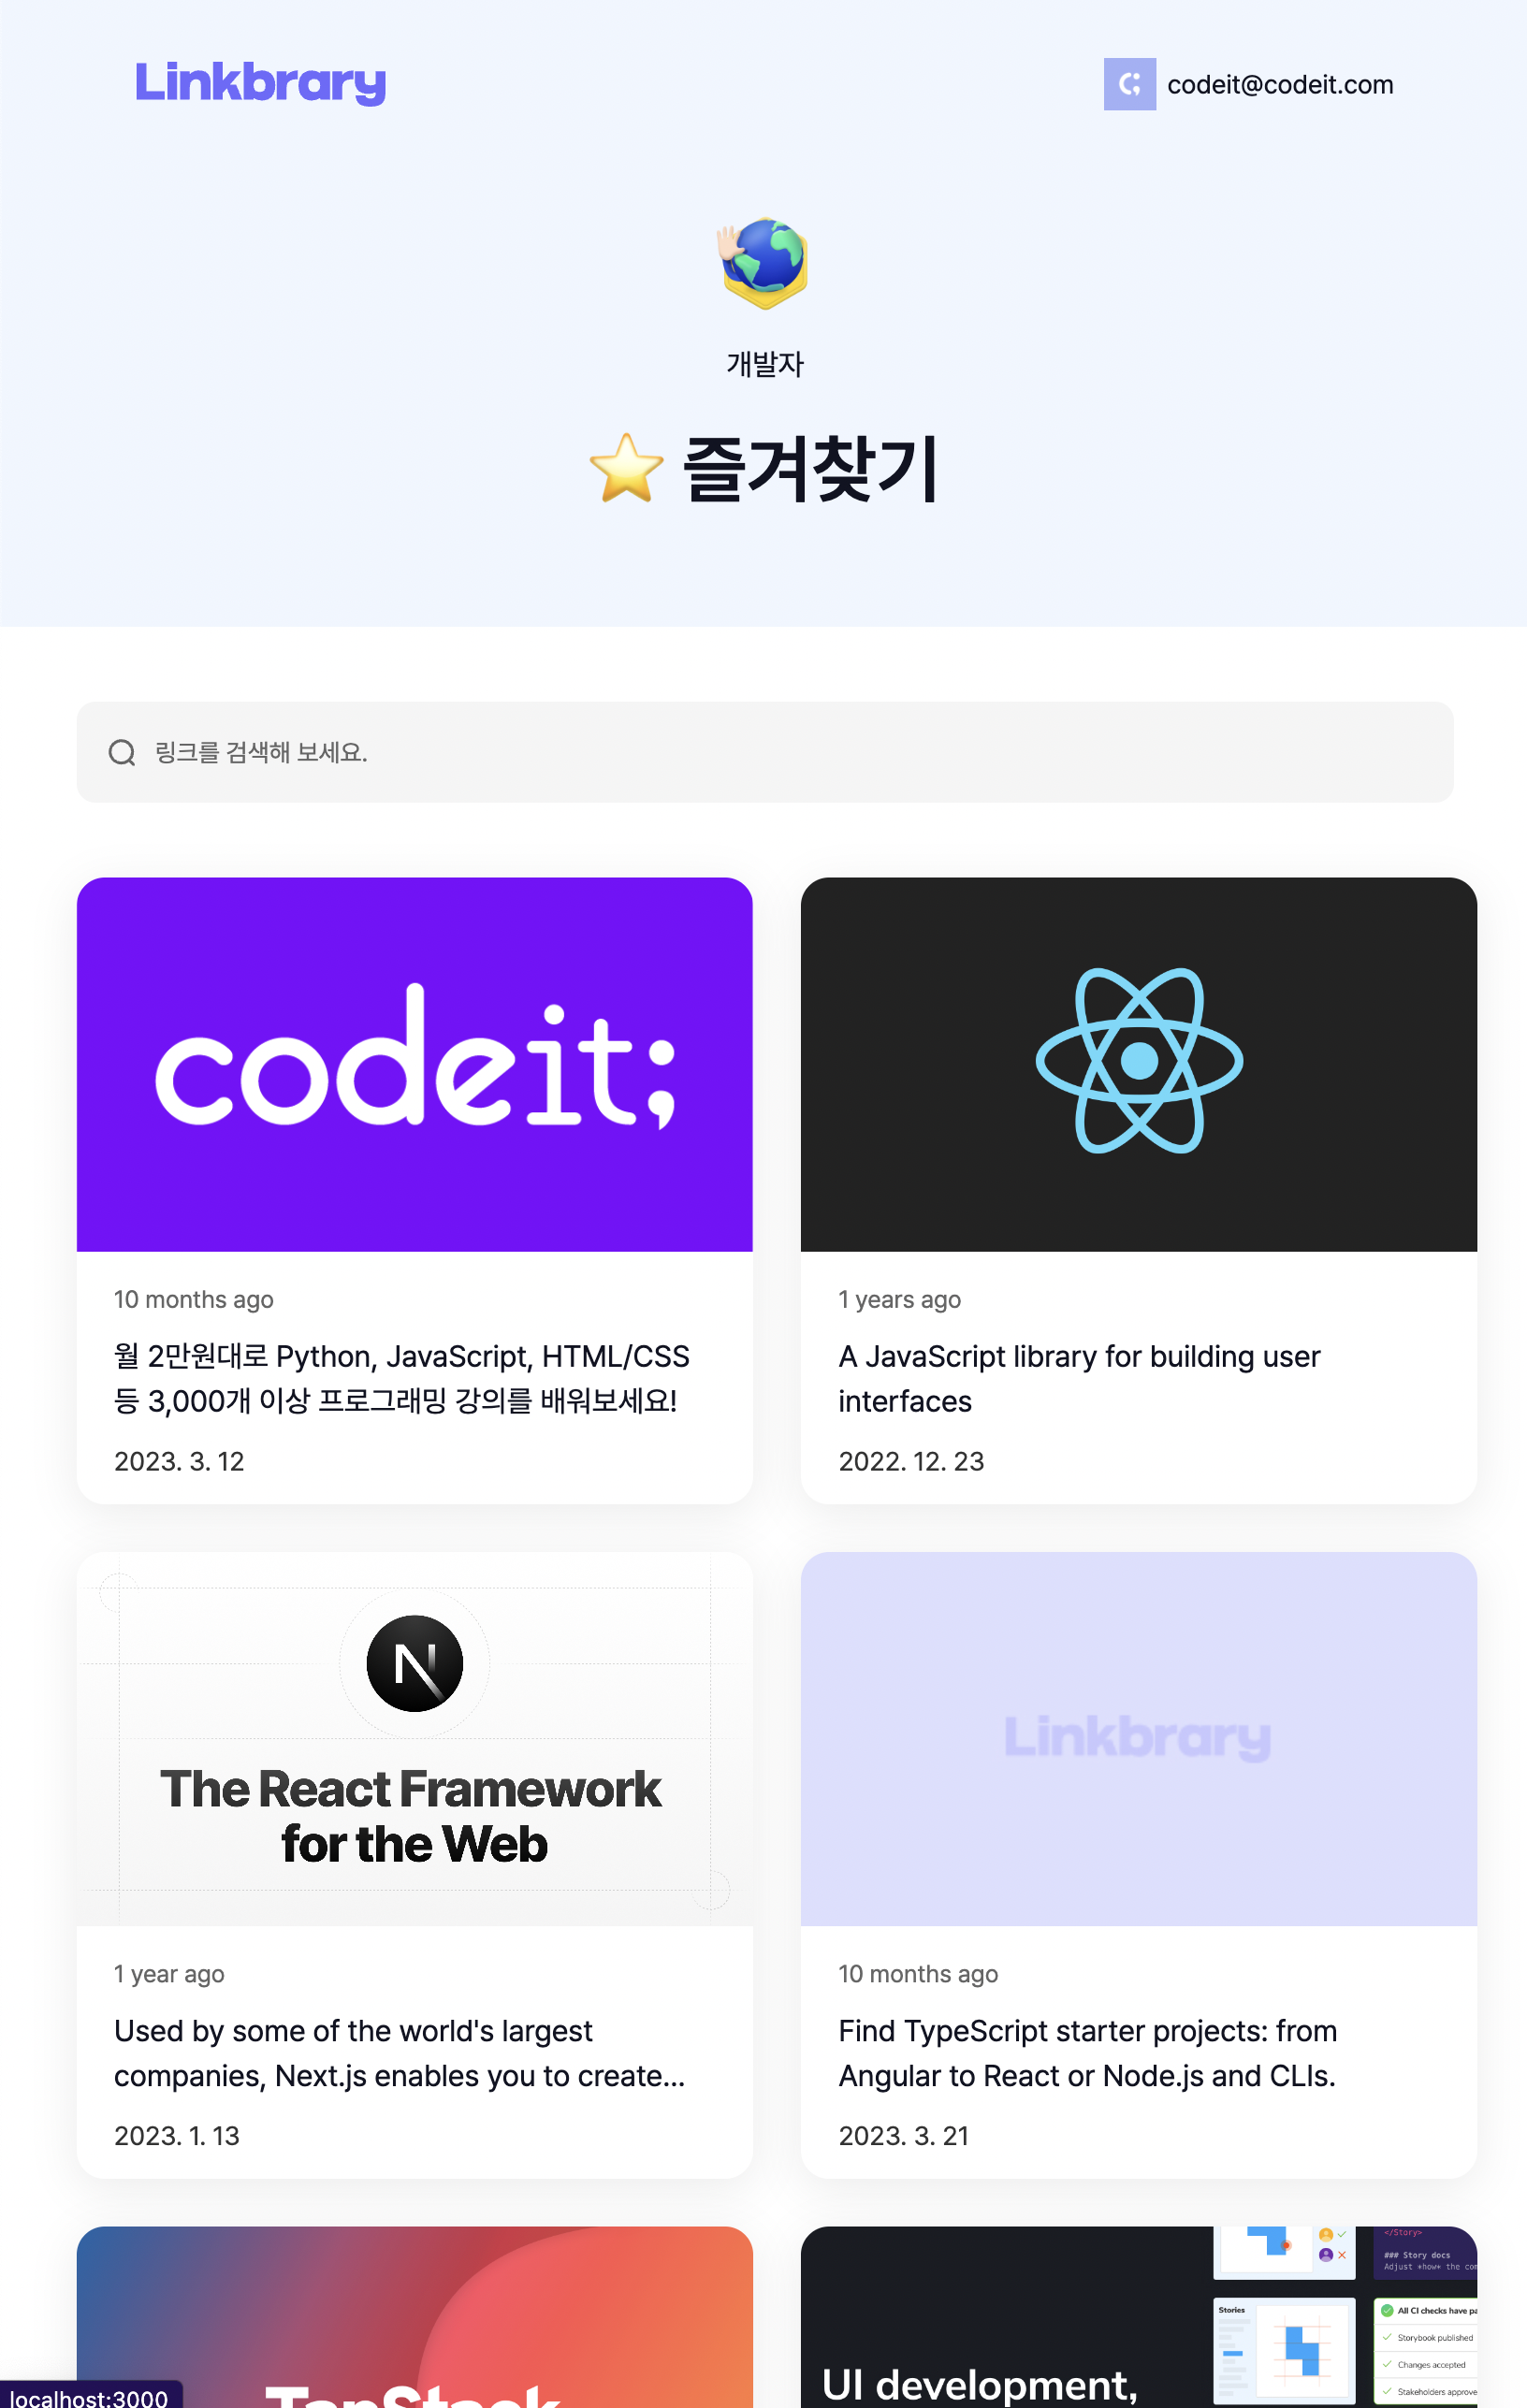 Linkbrary
codeit@codeit.com
개발자
즐겨찾기
링크를 검색해 보세요.
codeit;
10 months ago
월 2만원대로 Python, JavaScript, HTML/CSS
등 3,000개 이상 프로그래밍 강의를 배워보세요!
2023. 3. 12
1 years ago
A JavaScript library for building user
interfaces
2022. 12. 23
N
The React Framework
for the Web
1 year ago
Used by some of the world's largest
companies, Next.js enables you to create...
2023. 1. 13
Linkbrary
10 months ago
Find TypeScript starter projects: from
Angular to React or Node.js and CLIs.
2023. 3. 21
TanStack
</Story>
### Story docs
Adjust *how* the com
Stories
All CI checks have pa
Storybook published
Changes accepted
Stakeholders approve
UI development,
localhost:3000